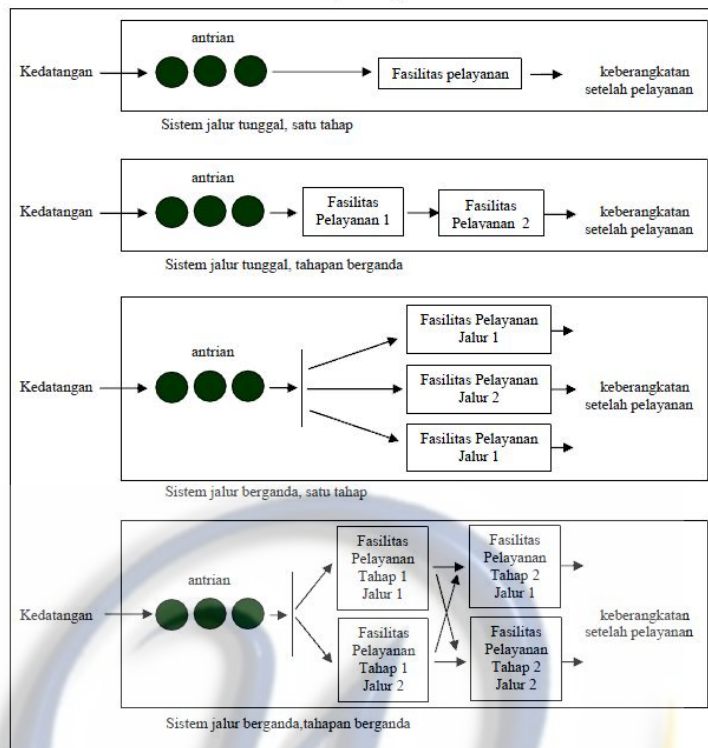 antrian
Kedatangan
Fasilitas pelayanan
keberangkatan
setelah pelayanan
Sistem jalur tunggal, satu tahap
antrian
Kedatangan
Fasilitas
Pelayanan 1
Fasilitas
Pelayanan 2
keberangkatan
setelah pelayanan
Sistem jalur tunggal, tahapan berganda
antrian
Kedatangan
Fasilitas Pelayanan
Jalur 1
Fasilitas Pelayanan
Jalur 2
Fasilitas Pelayanan
Jalur 1
keberangkatan
setelah pelayanan
Sistem jalur berganda, satu tahap
antrian
Kedatangan
Fasilitas
Pelayanan
Tahap 1
Jalur 1
Fasilitas
Pelayanan
Tahap 2
Jalur 1
Fasilitas
Pelayanan
Tahap 1
Jalur 2
Fasilitas
Pelayanan
Tahap 2
Jalur 2
keberangkatan
setelah pelayanan
Sistem jalur berganda,tahapan berganda